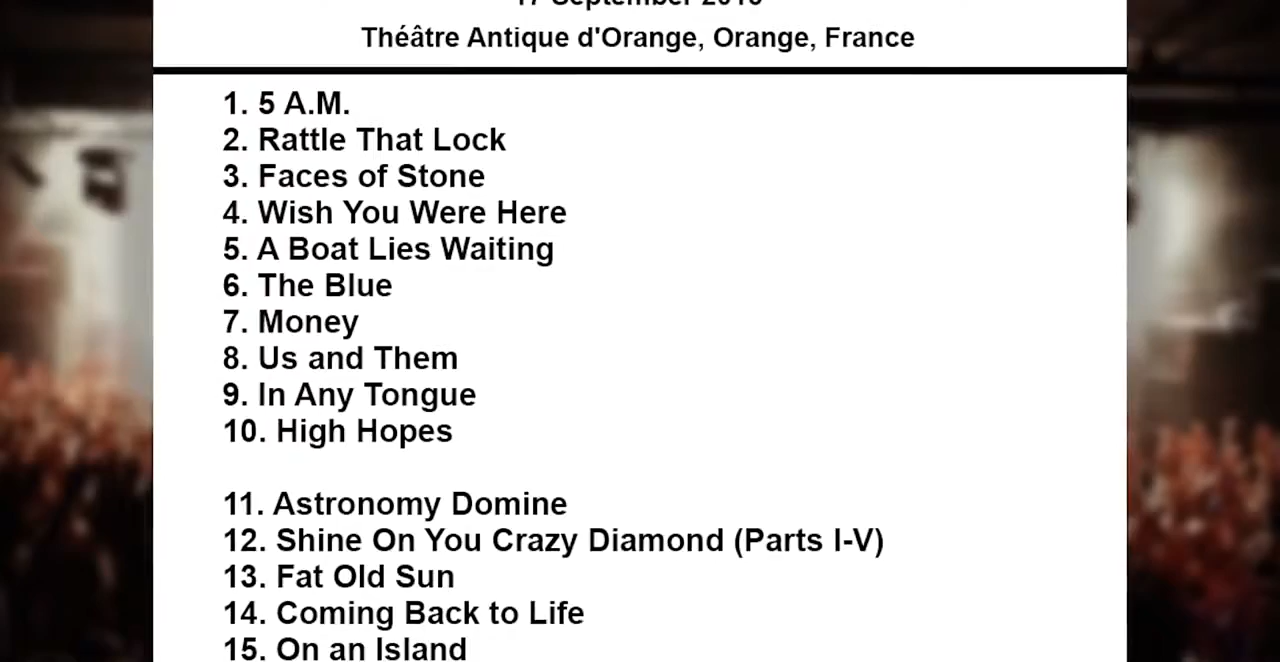 17 September
Théâtre Antique d'Orange, Orange, France
1. 5 A.M.
2. Rattle That Lock
3. Faces of Stone
4. Wish You Were Here
5. A Boat Lies Waiting
6. The Blue
7. Money
8. Us and Them
9. In Any Tongue
10. High Hopes
11. Astronomy Domine
12. Shine On You Crazy Diamond (Parts I-V)
13. Fat Old Sun
14. Coming Back to Life
15. On an Island